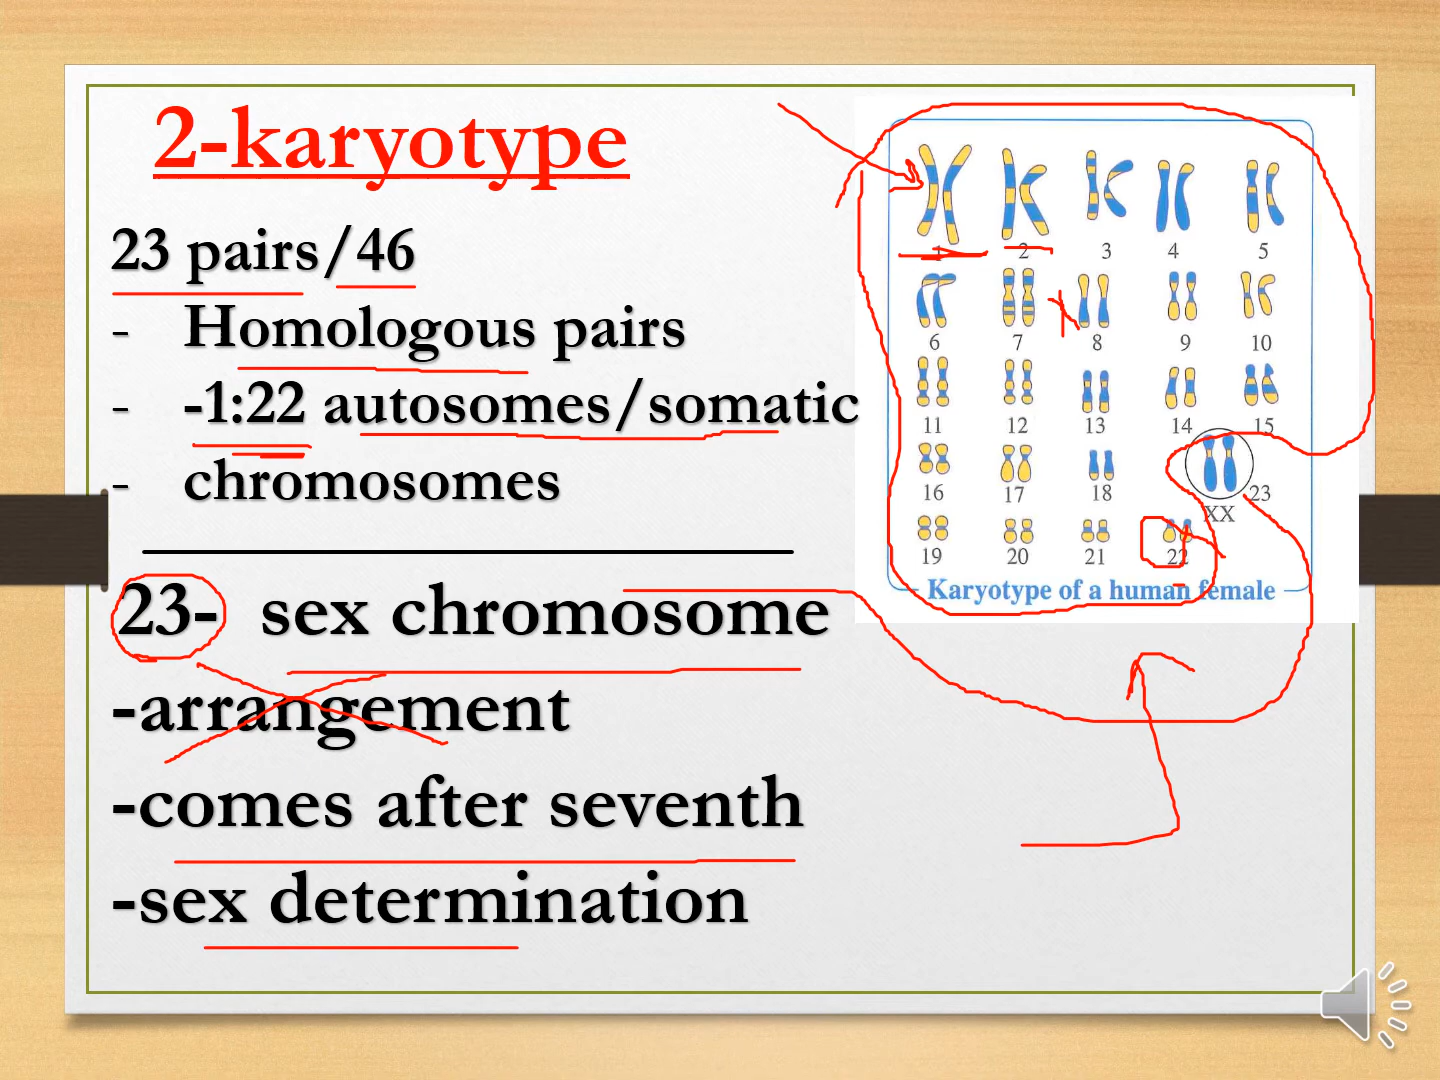 2-karyotype
23 pairs/46
- Homologous pairs
- -1:22 autosomes/somatic
- chromosomes
23- sex chromosome
-arrangement
-comes after seventh
-sex determination
1 2 3 4 5
6 7 8 9 10
11 12 13 14 15
16 17 18 23
XX
19 20 21 22
Karyotype of a human female